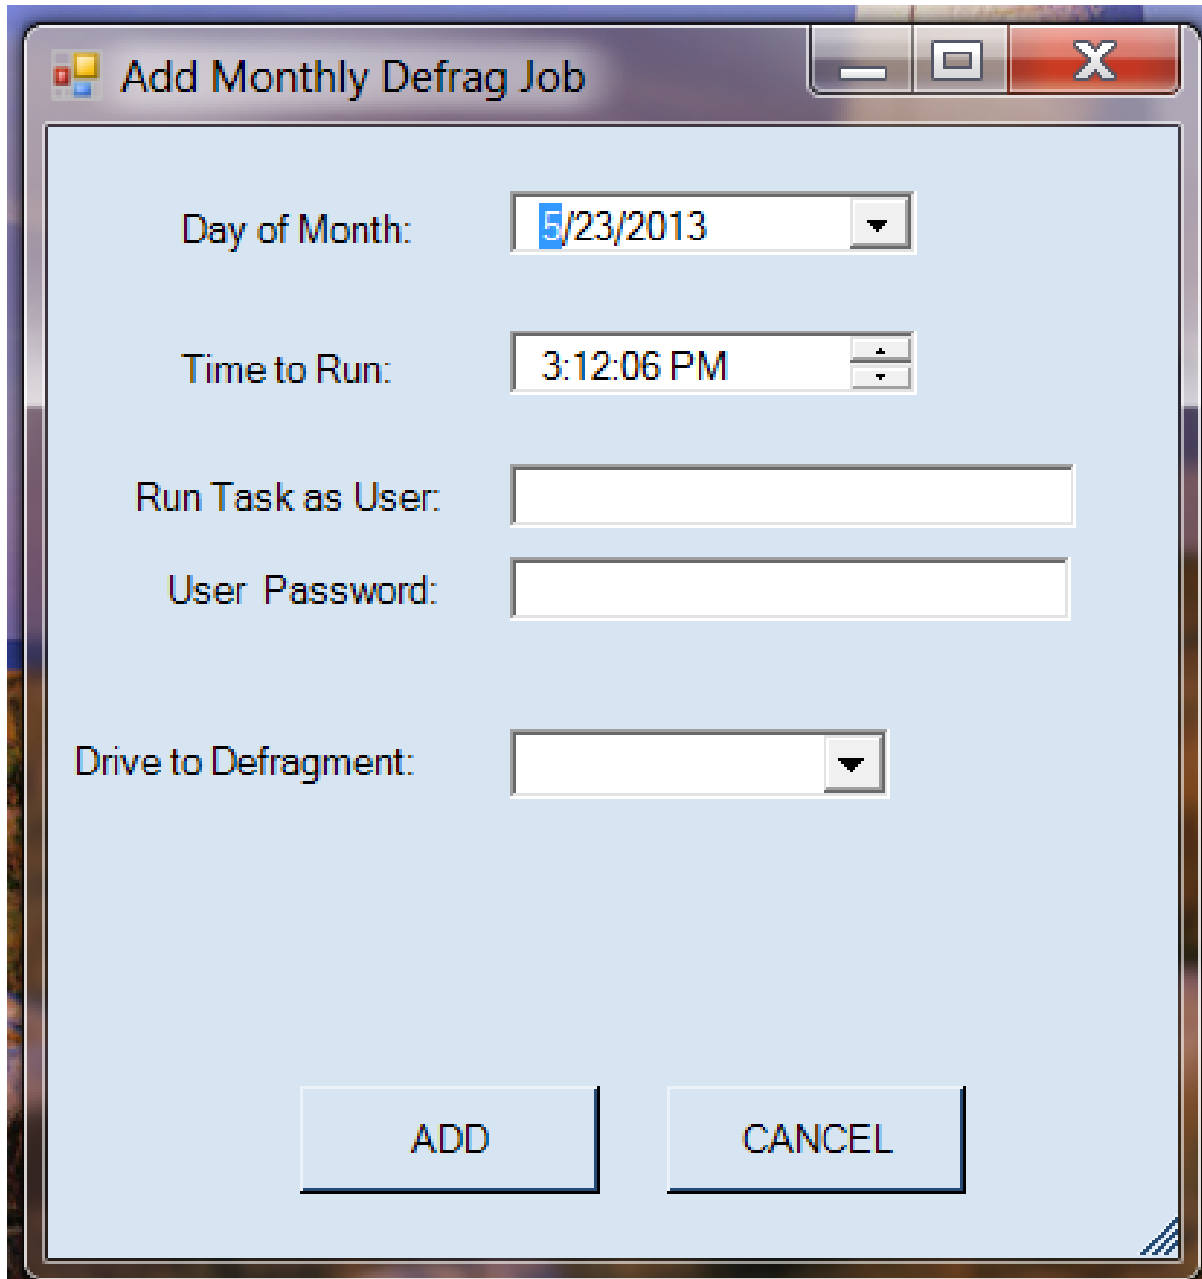 Add Monthly Defrag Job
Day of Month: 5/23/2013
Time to Run: 3:12:06 PM
Run Task as User:
User Password:
Drive to Defragment:
ADD CANCEL